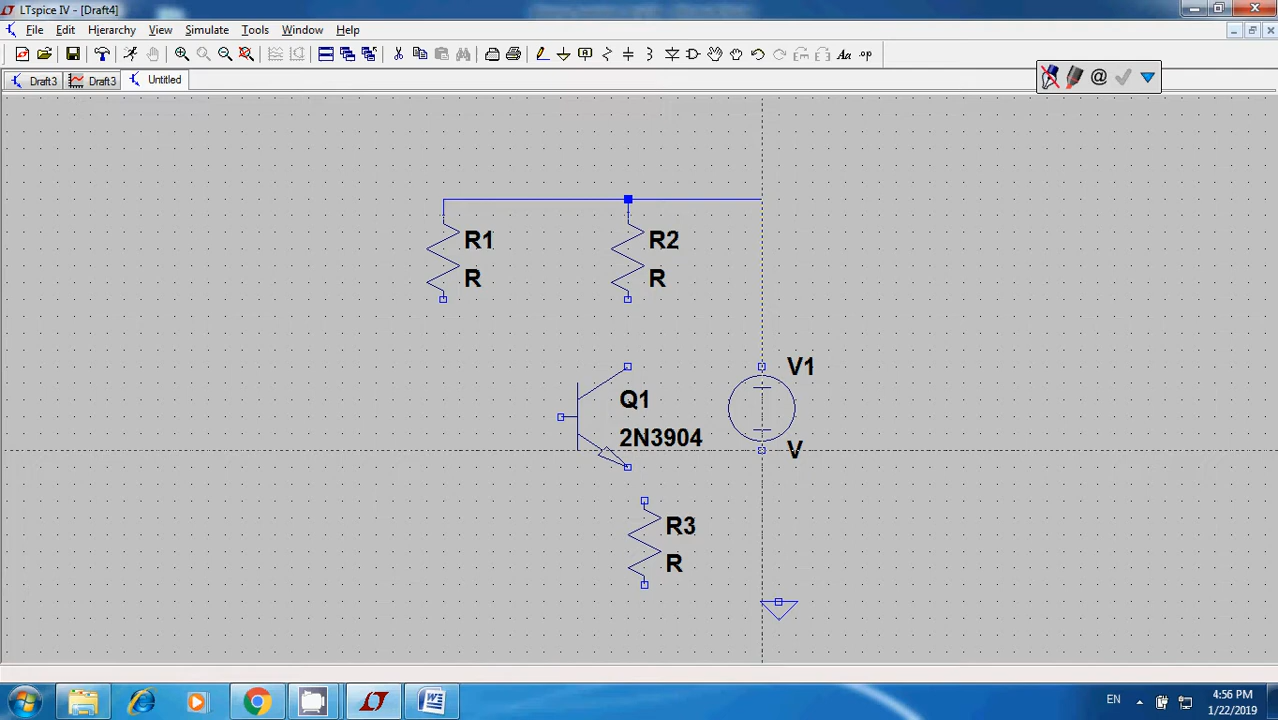 LTspice IV - [Draft4]
File Edit Hierarchy View Simulate Tools Window Help
Draft3 Draft3 Untitled
R1
R
R2
R
V1
V
Q1
2N3904
R3
R
EN
4:56 PM
1/22/2019